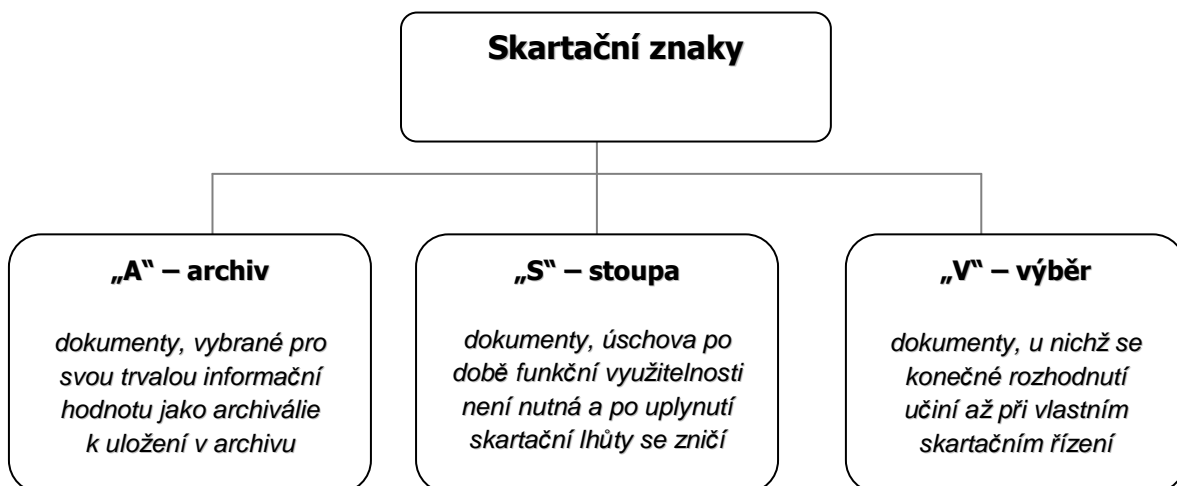 Skartační znaky
„A“ – archiv
dokumenty, vybrané pro
svou trvalou informační
hodnotu jako archiválie
k uložení v archivu
„S“ – stoupa
dokumenty, úschova po
době funkční využitelnosti
není nutná a po uplynutí
skartační lhůty se zničí
„V“ – výběr
dokumenty, u nichž se
konečné rozhodnutí
učiní až při vlastním
skartačním řízení